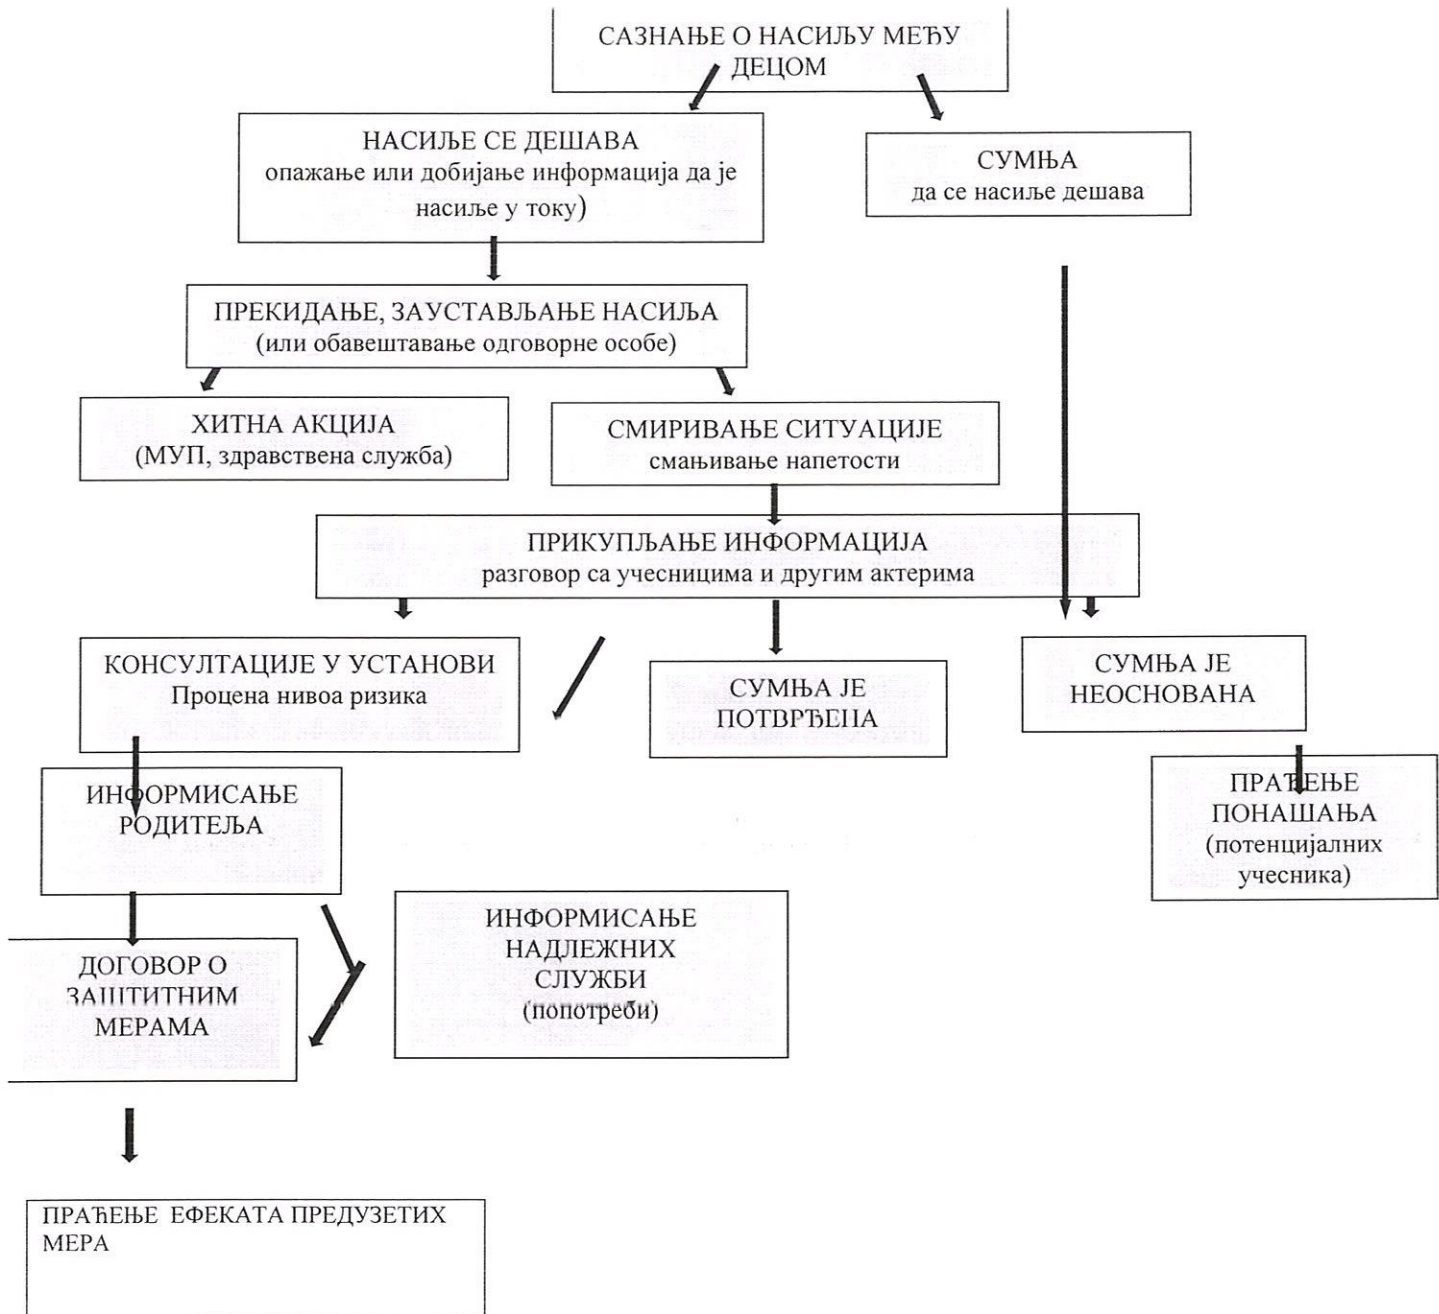 САЗНАЊЕ О НАСИЉУ МЕЂУ
ДЕЦОМ
НАСИЉЕ СЕ ДЕШАВА
опажање или добијање информација да је
насиље у току)
СУМЊА
да се насиље дешава
ПРЕКИДАЊЕ, ЗАУСТАВЉАЊЕ НАСИЉА
(или обавештавање одговорне особе)
ХИТНА АКЦИЈА
(МУП, здравствена служба)
СМИРИВАЊЕ СИТУАЦИЈЕ
смањивање напетости
ПРИКУПЉАЊЕ ИНФОРМАЦИЈА
разговор са учесницима и другим актерима
КОНСУЛТАЦИЈЕ У УСТАНОВИ
Процена нивоа ризика
СУМЊА ЈЕ
ПОТВРЂЕНА
СУМЊА ЈЕ
НЕОСНОВАНА
ИНФОРМИСАЊЕ
РОДИТЕЉА
ПРАЋЕЊЕ
ПОНАШАЊА
(потенцијалних
учесника)
ИНФОРМИСАЊЕ
НАДЛЕЖНИХ
СЛУЖБИ
(попотреби)
ДОГОВОР О
ЗАШТИТНИМ
МЕРАМА
ПРАЋЕЊЕ ЕФЕКАТА ПРЕДУЗЕТИХ
МЕРА